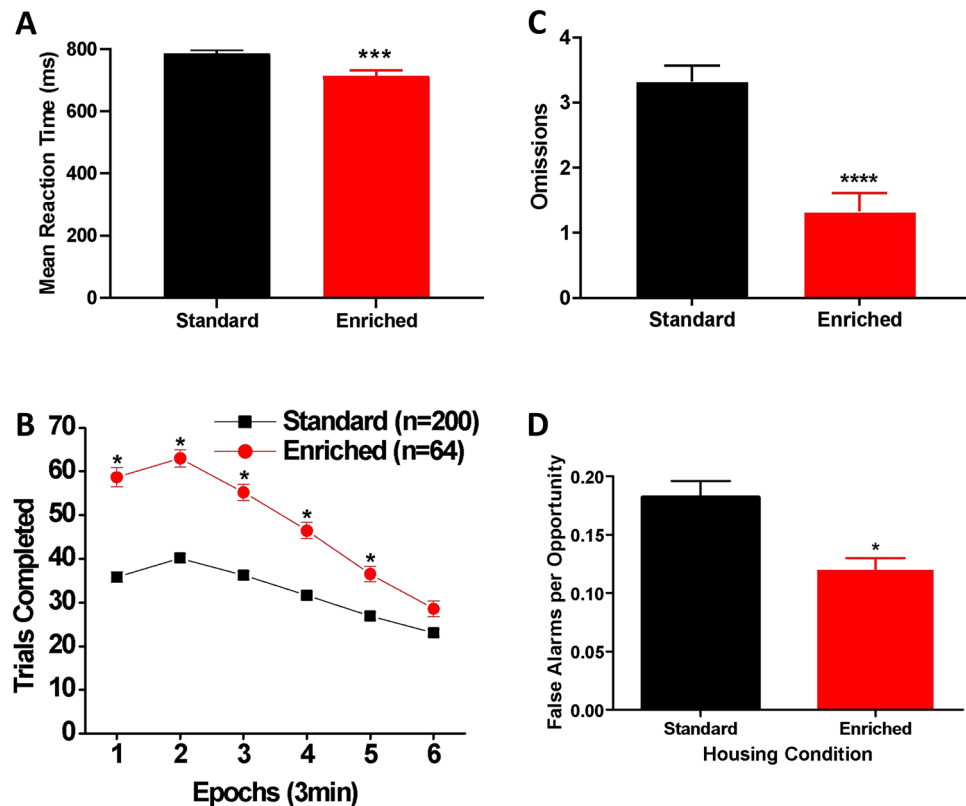 A
Mean Reaction Time (ms)
800
600
400
200
0
***
Standard
Enriched
C
Omissions
4
3
2
1
0
****
Standard
Enriched
B
Trials Completed
70
60
50
40
30
20
10
0
Standard (n=200)
Enriched (n=64)
*
*
*
*
*
1 2 3 4 5 6
Epochs (3min)
D
False Alarms per Opportunity
0.20
0.15
0.10
0.05
0.00
*
Standard
Enriched
Housing Condition